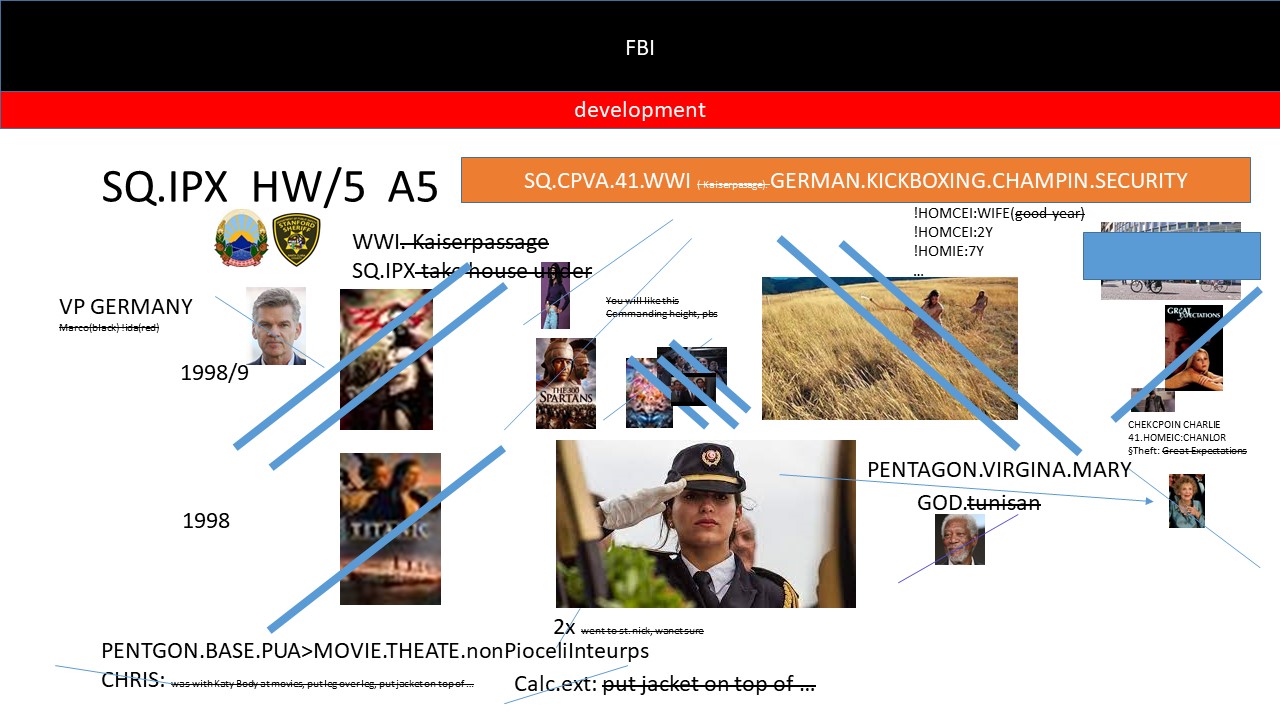 FBI
development
SQ.IPX HW/5 A5
SQ.CPVA.41.WWI ( Kaiserpasage). GERMAN.KICKBOXING.CHAMPIN.SECURITY
!HOMCEI:WIFE(good year)
!HOMCEI:2Y
!HOMIE:7Y
...
STANFORD
SHERIFF
WWI. Kaiserpassage
SQ.IPX take house under
VP GERMANY
Marco(black) !ida(red)
You will like this
Commanding height, pbs
1998/9
THE 300
SPARTANS
GREAT
EXPECTATIONS
CHEKCPOIN CHARLIE
41.HOMEIC:CHANLOR
§Theft: Great Expectations
PENTAGON.VIRGINA.MARY
GOD.tunisan
1998
TITANIC
2x went to st. nick, wanet sure
PENTGON.BASE.PUA>MOVIE.THEATE.nonPioceliInteurps
CHRIS: was with Katy Body at movies, put leg over leg, put jacket on top of ...
Calc.ext: put jacket on top of ...